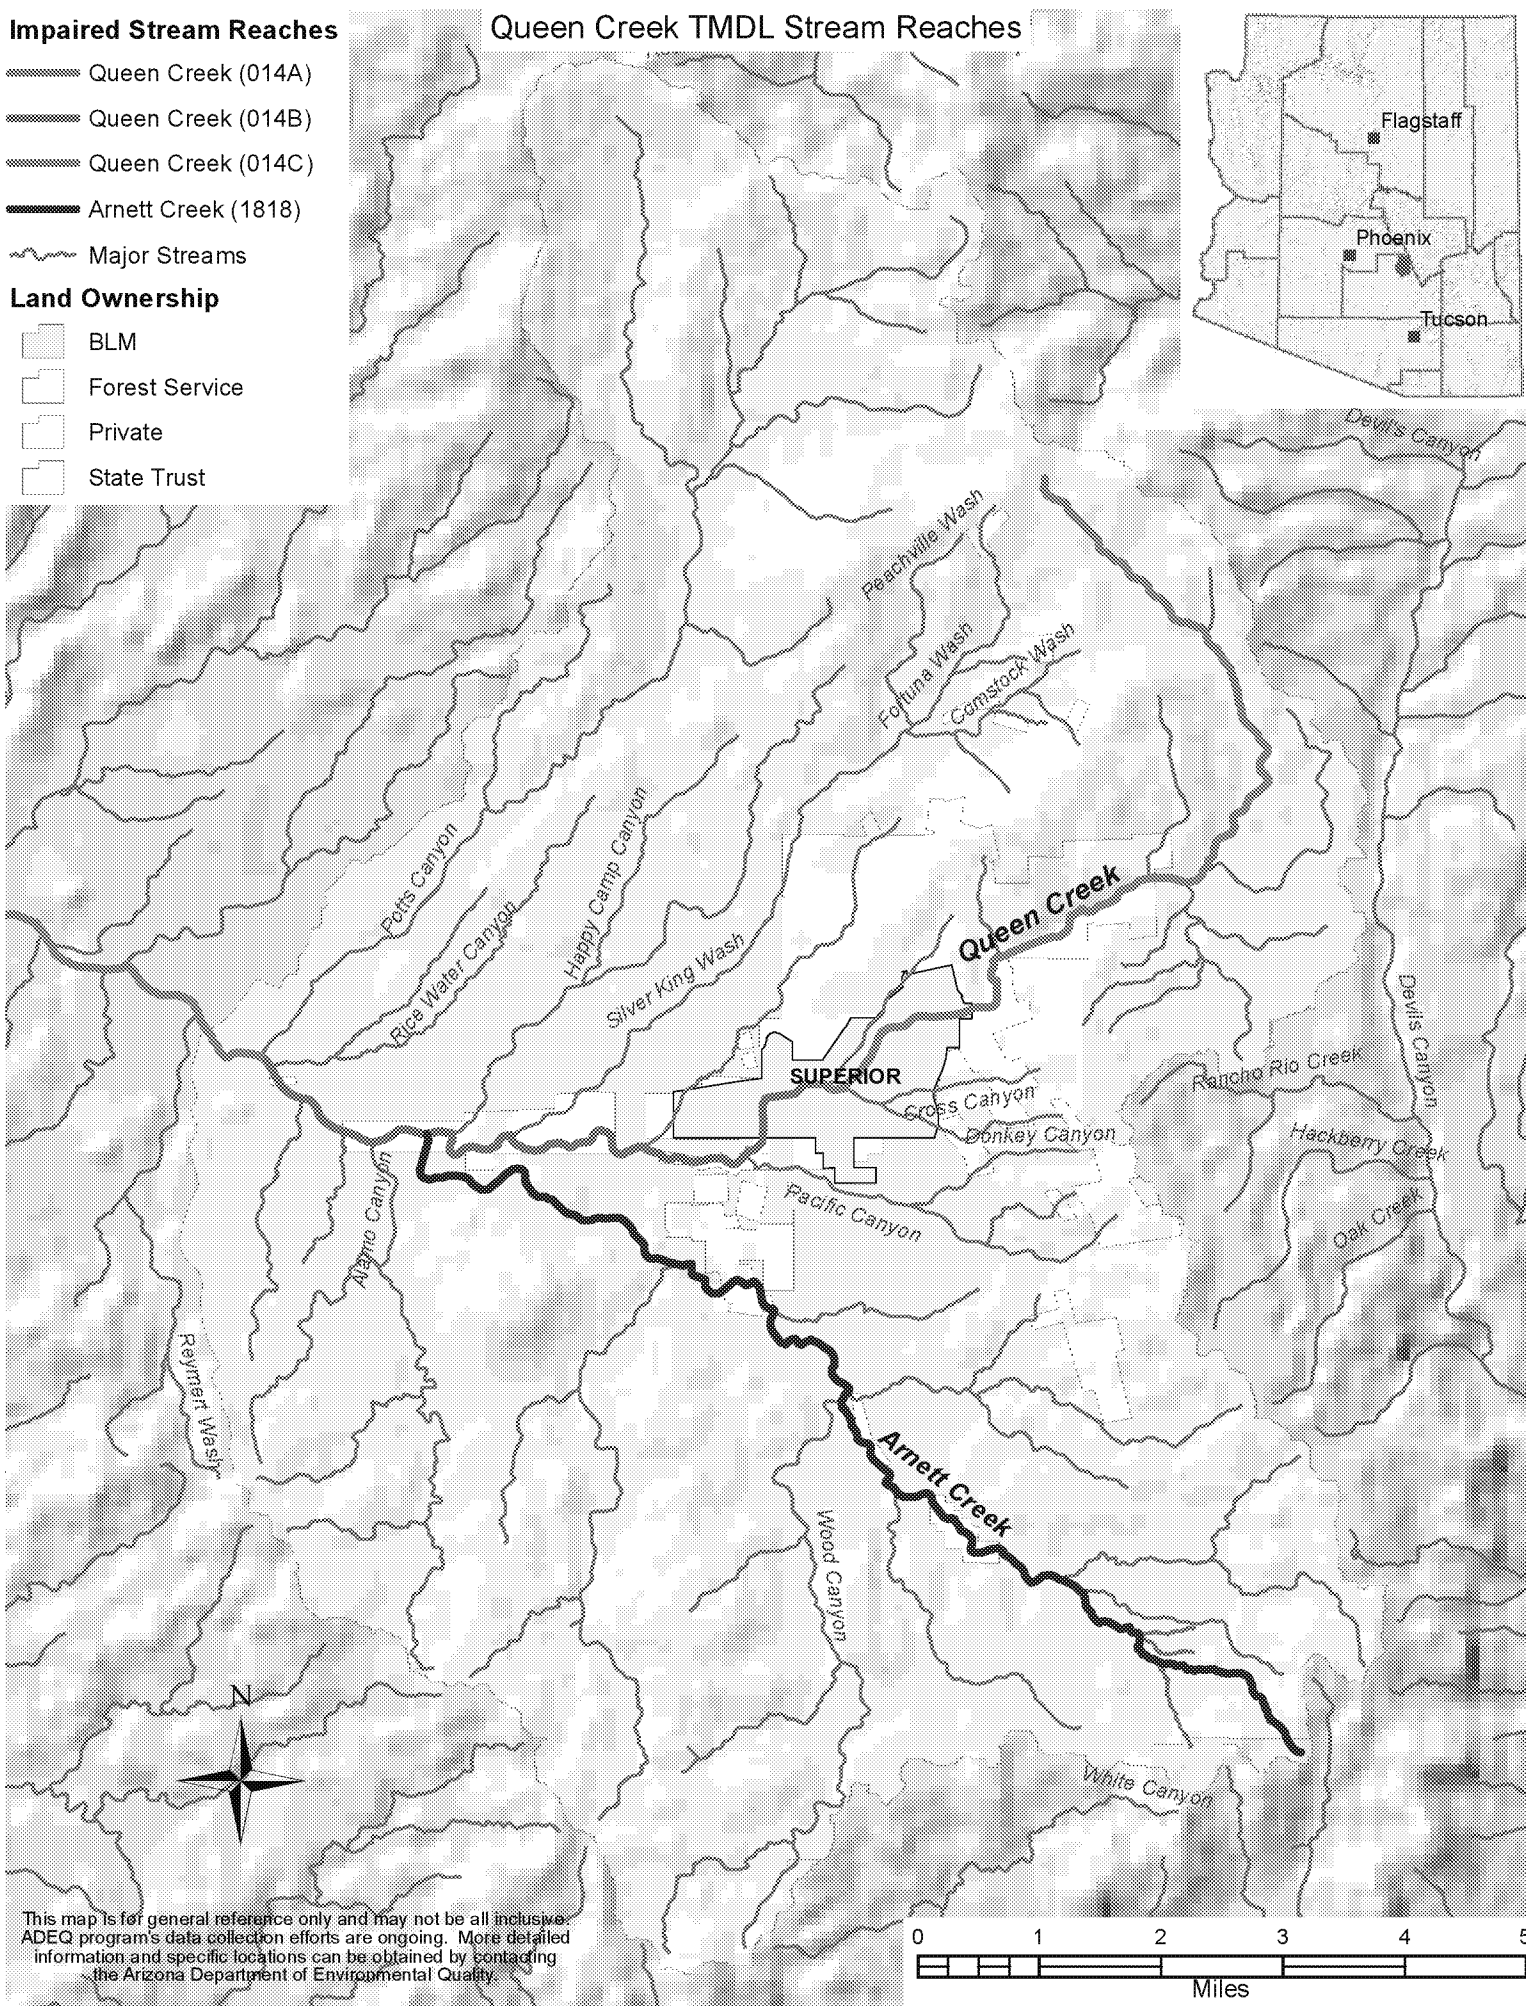 Queen Creek TMDL Stream Reaches
Impaired Stream Reaches
Queen Creek (014A)
Queen Creek (014B)
Queen Creek (014C)
Arnett Creek (1818)
Major Streams
Land Ownership
BLM
Forest Service
Private
State Trust
Flagstaff
Phoenix
Tucson
Devil's Canyon
Peachville Wash
Fortuna Wash
Comstock Wash
Potts Canyon
Rice Water Canyon
Happy Camp Canyon
Silver King Wash
Queen Creek
Devils Canyon
SUPERIOR
Rancho Rio Creek
Cross Canyon
Donkey Canyon
Hackberry Creek
Oak Creek
Pacific Canyon
Alamo Canyon
Reymert Wash
Arnett Creek
Wood Canyon
White Canyon
N
This map is for general reference only and may not be all inclusive.
ADEQ program's data collection efforts are ongoing. More detailed
information and specific locations can be obtained by contacting
the Arizona Department of Environmental Quality.
0 1 2 3 4 5
Miles